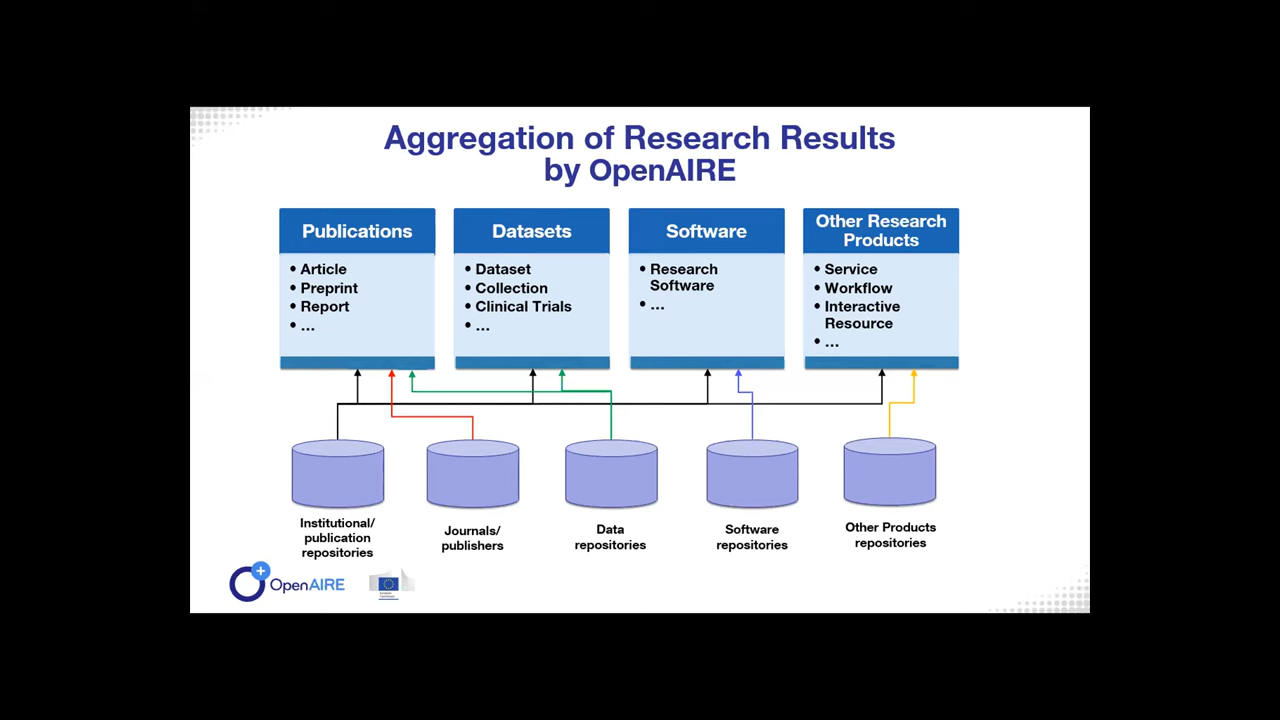 Aggregation of Research Results
by OpenAIRE
Publications
• Article
• Preprint
• Report
• ...
Datasets
• Dataset
• Collection
• Clinical Trials
• ...
Software
• Research
Software
• ...
Other Research
Products
• Service
• Workflow
• Interactive
Resource
• ...
Institutional/
publication
repositories
Journals/
publishers
Data
repositories
Software
repositories
Other Products
repositories
OpenAIRE